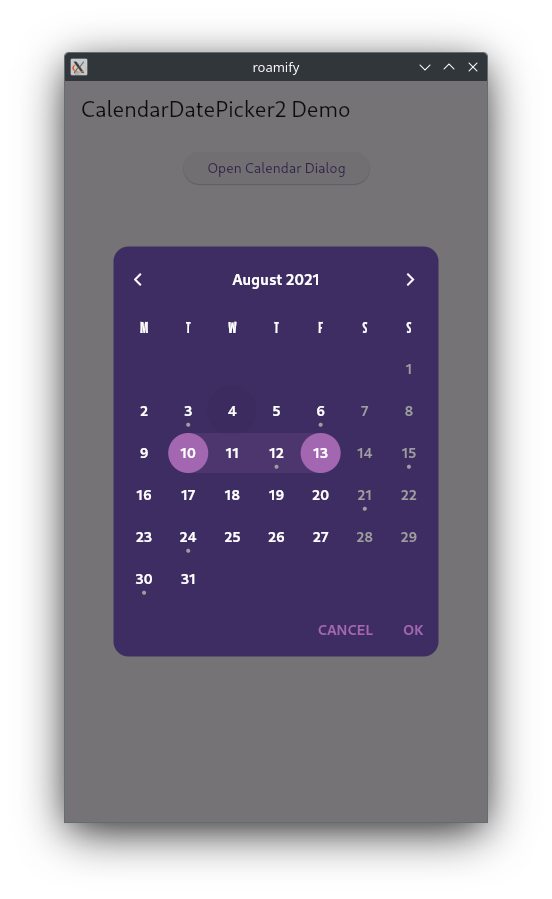 roamify
CalendarDatePicker2 Demo
Open Calendar Dialog
August 2021
M T W T F S S
1
2 3 4 5 6 7 8
9 10 11 12 13 14 15
16 17 18 19 20 21 22
23 24 25 26 27 28 29
30 31
CANCEL OK